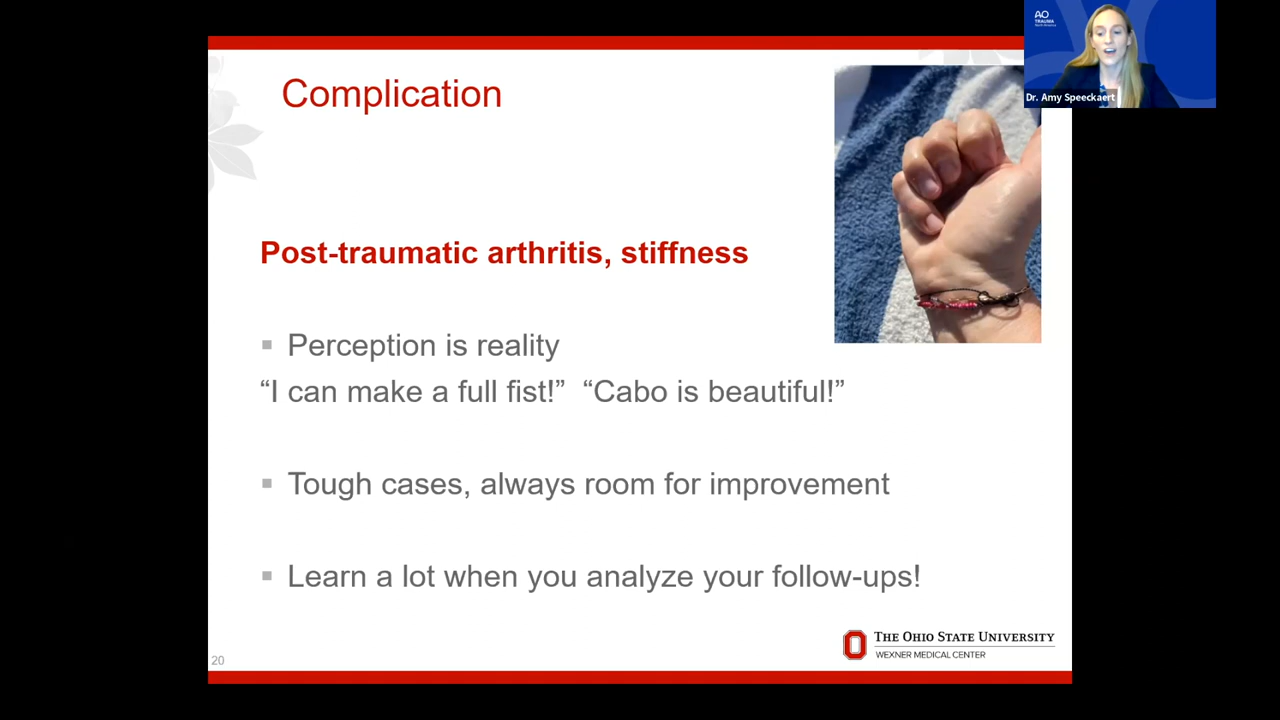 AO
TRAUMA
North America
Dr. Amy Speeckaert
Complication
Post-traumatic arthritis, stiffness
Perception is reality
“I can make a full fist!” “Cabo is beautiful!”
Tough cases, always room for improvement
Learn a lot when you analyze your follow-ups!
THE OHIO STATE UNIVERSITY
WEXNER MEDICAL CENTER
20